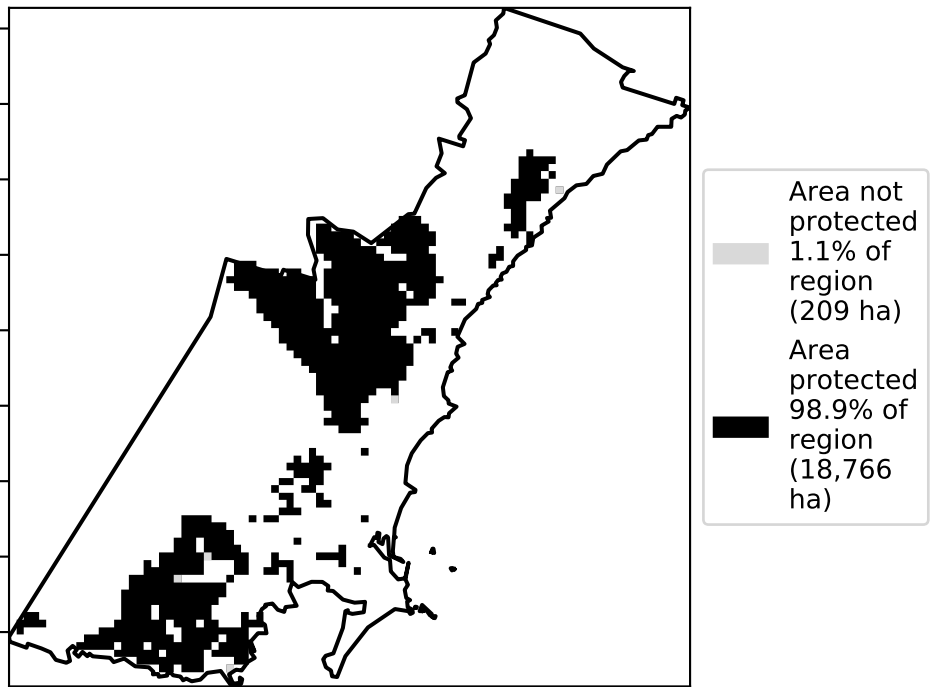 Area not
protected
1.1% of
region
(209 ha)
Area
protected
98.9% of
region
(18,766
ha)